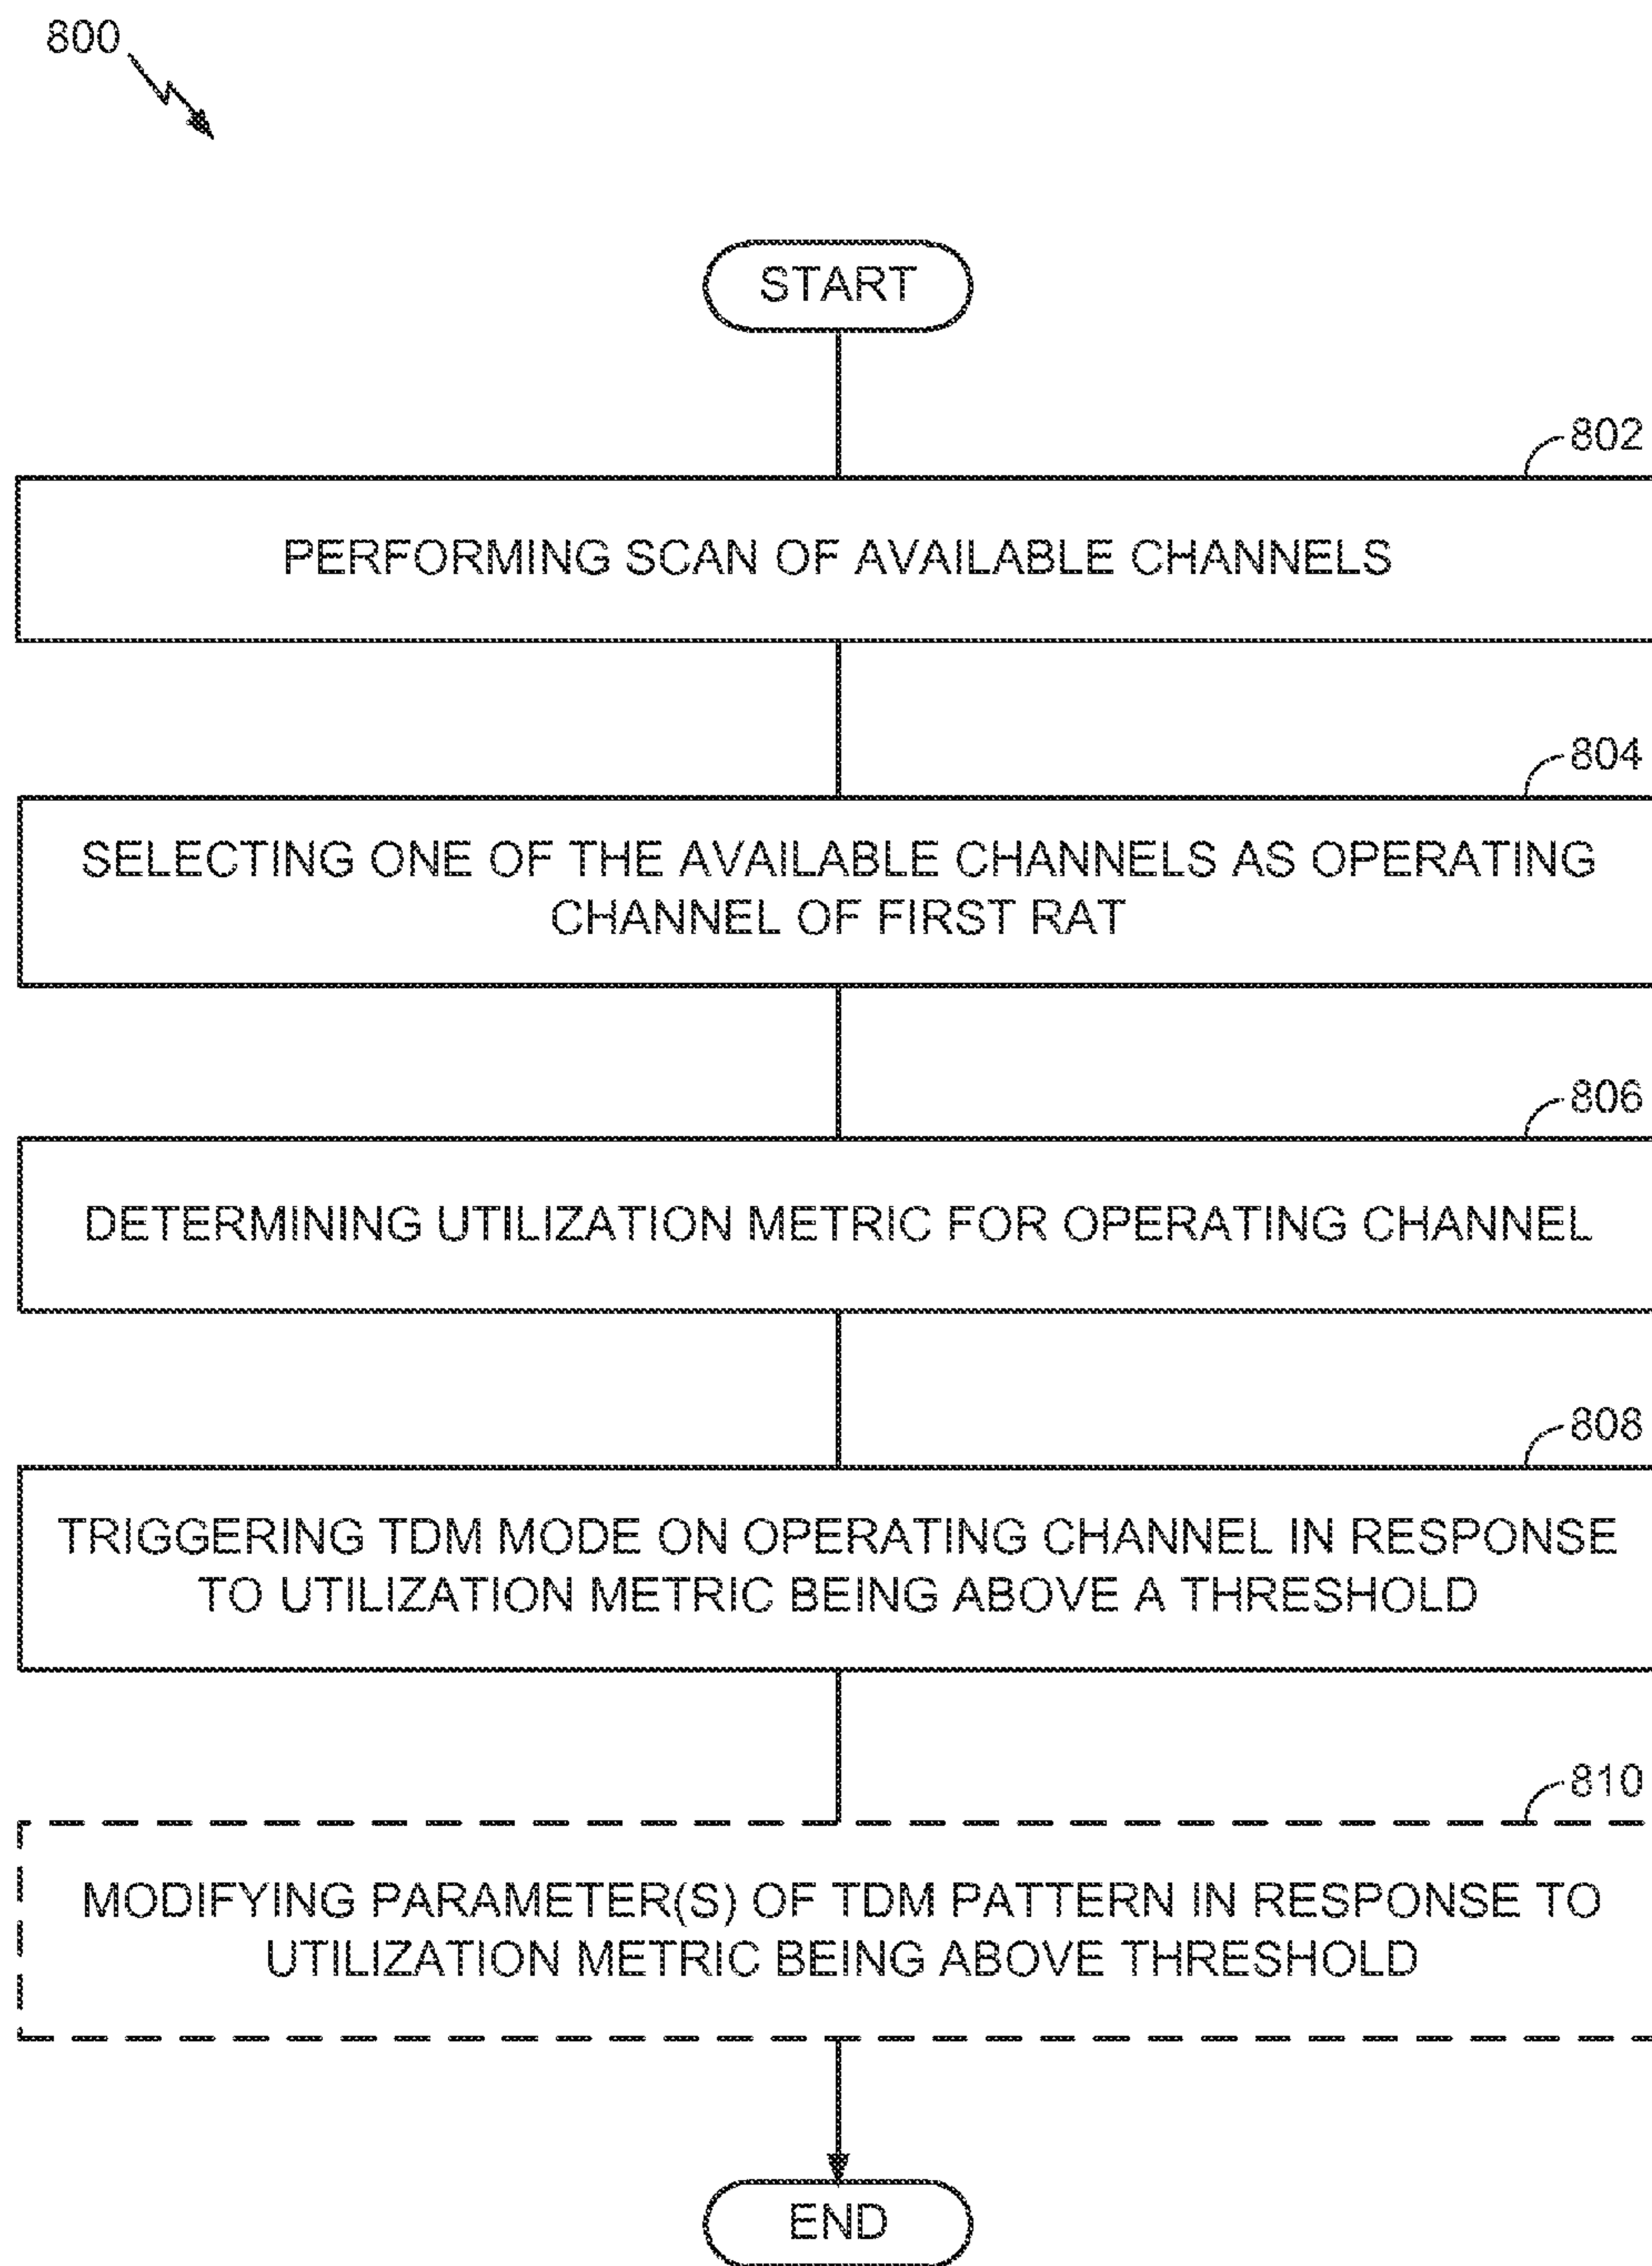 800
START
802
PERFORMING SCAN OF AVAILABLE CHANNELS
804
SELECTING ONE OF THE AVAILABLE CHANNELS AS OPERATING
CHANNEL OF FIRST RAT
806
DETERMINING UTILIZATION METRIC FOR OPERATING CHANNEL
808
TRIGGERING TDM MODE ON OPERATING CHANNEL IN RESPONSE
TO UTILIZATION METRIC BEING ABOVE A THRESHOLD
810
MODIFYING PARAMETER(S) OF TDM PATTERN IN RESPONSE TO
UTILIZATION METRIC BEING ABOVE THRESHOLD
END